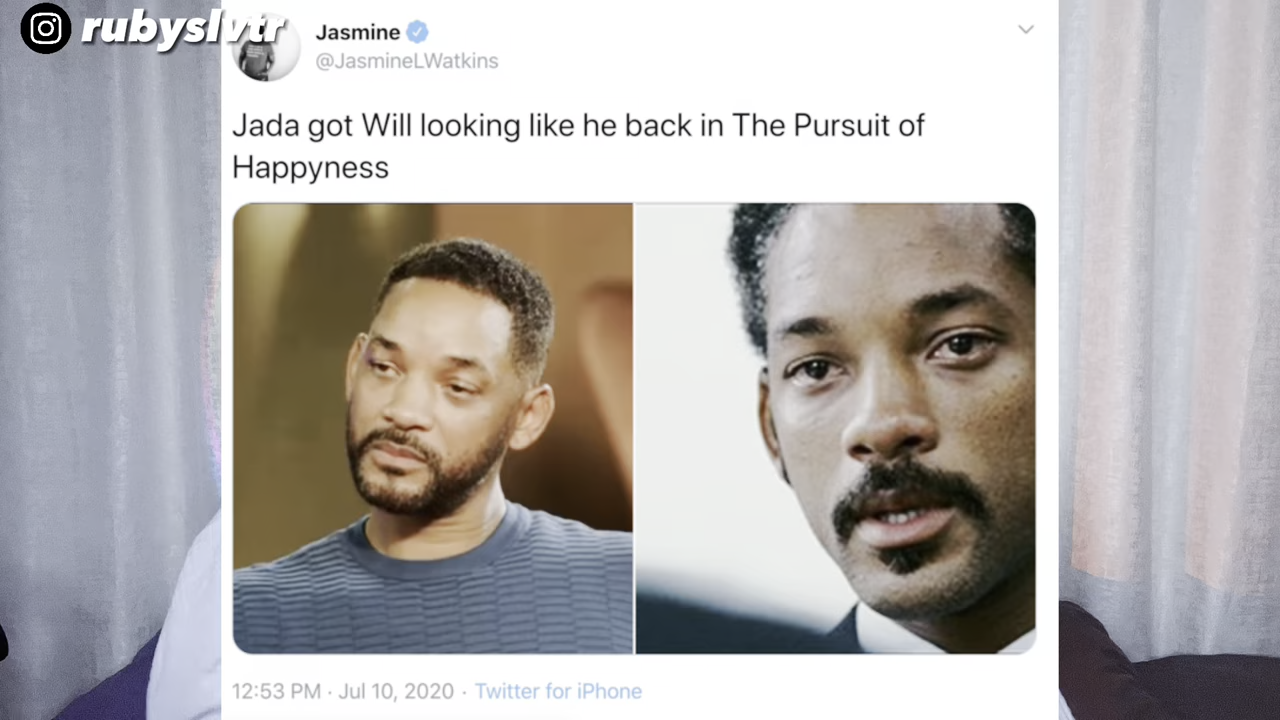 rubyslvtr
Jasmine
@JasmineLWatkins
Jada got Will looking like he back in The Pursuit of
Happyness
12:53 PM · Jul 10, 2020 · Twitter for iPhone